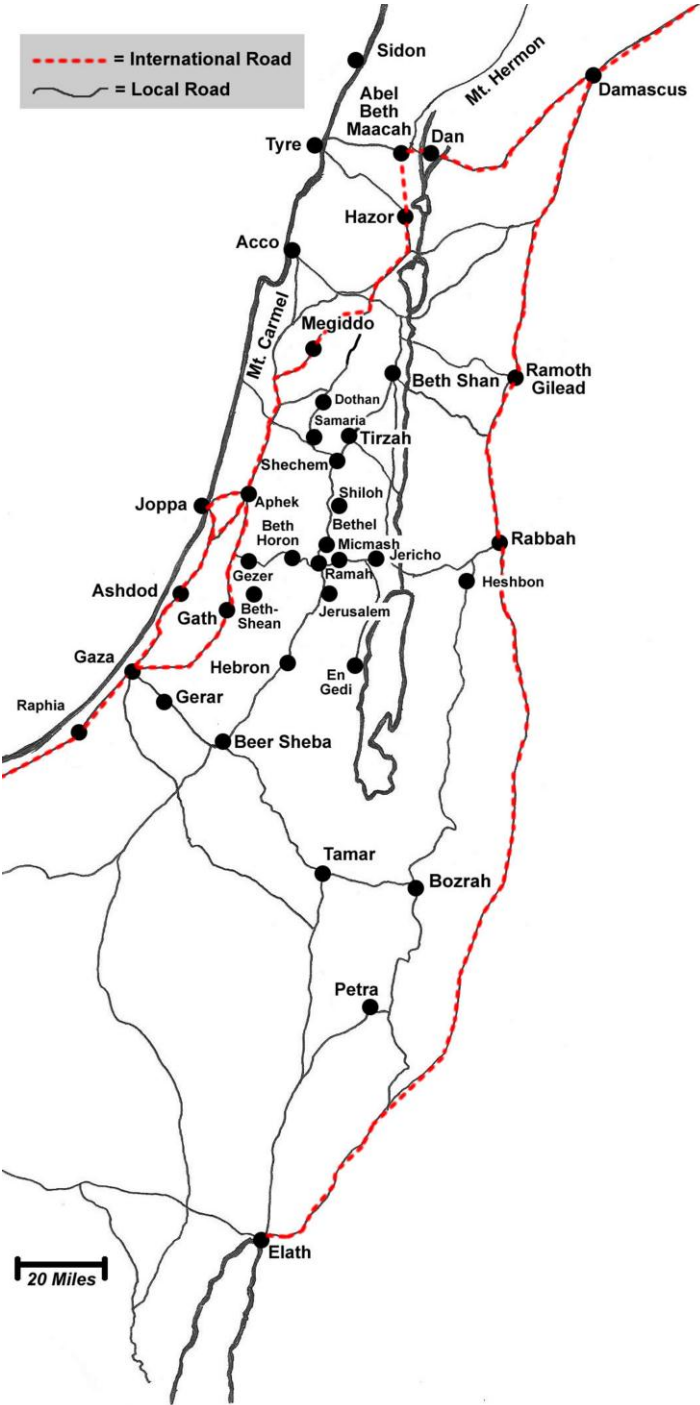 = International Road
= Local Road
Sidon
Mt. Hermon
Damascus
Abel
Beth
Maacah
Dan
Tyre
Hazor
Acco
Mt. Carmel
Megiddo
Beth Shan
Ramoth
Gilead
Dothan
Samaria
Tirzah
Shechem
Joppa
Aphek
Shiloh
Beth
Horon
Bethel
Micmash
Jericho
Rabbah
Gezer
Ramah
Heshbon
Ashdod
Gath
Beth-
Shean
Jerusalem
Gaza
Hebron
En
Gedi
Gerar
Raphia
Beer Sheba
Tamar
Bozrah
Petra
Elath
20 Miles